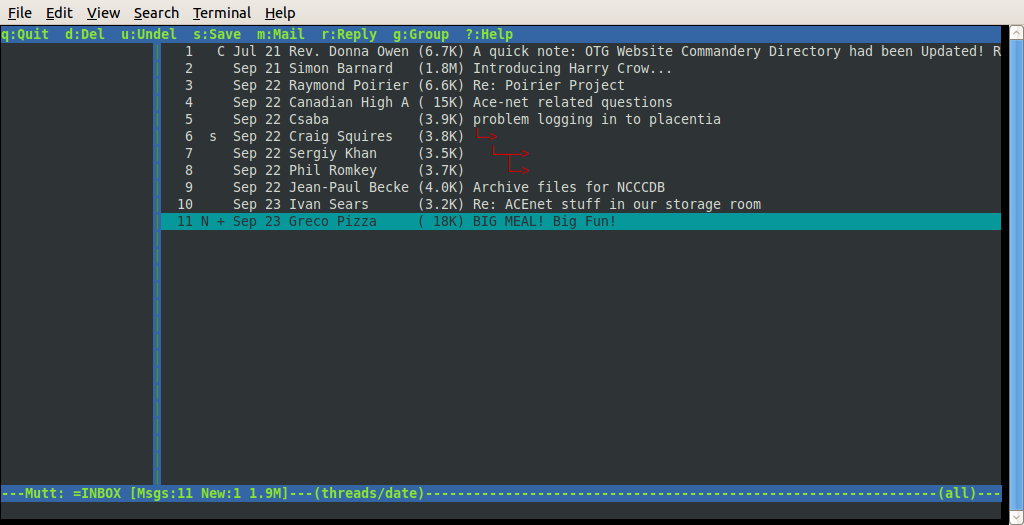 File Edit View Search Terminal Help
q:Quit d:Del u:Undel s:Save m:Mail r:Reply g:Group ?:Help
1 C Jul 21 Rev. Donna Owen (6.7K) A quick note: OTG Website Commandery Directory had been Updated! R
2 Sep 21 Simon Barnard (1.8M) Introducing Harry Crow...
3 Sep 22 Raymond Poirier (6.6K) Re: Poirier Project
4 Sep 22 Canadian High A ( 15K) Ace-net related questions
5 Sep 22 Csaba (3.9K) problem logging in to placentia
6 s Sep 22 Craig Squires (3.8K) └─>
7 Sep 22 Sergiy Khan (3.5K) └─┬─>
8 Sep 22 Phil Romkey (3.7K) └─>
9 Sep 22 Jean-Paul Becke (4.0K) Archive files for NCCCDB
10 Sep 23 Ivan Sears (3.2K) Re: ACEnet stuff in our storage room
11 N + Sep 23 Greco Pizza ( 18K) BIG MEAL! Big Fun!
---Mutt: =INBOX [Msgs:11 New:1 1.9M]---(threads/date)----------------------------------------------------------------(all)---